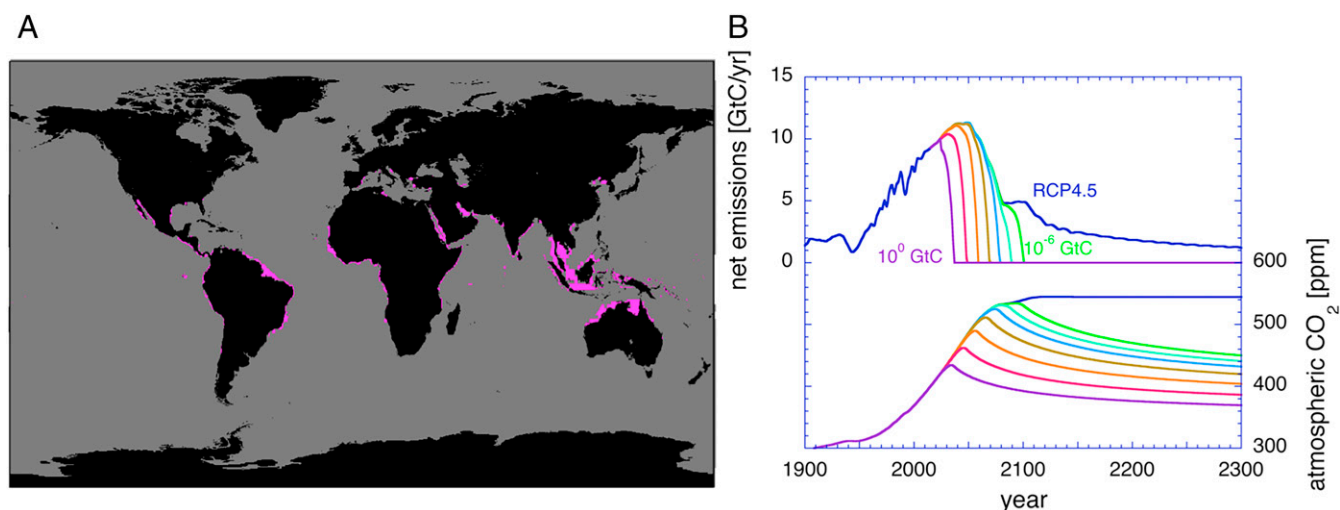 A
B
net emissions [GtC/yr]
15
10
5
0
RCP4.5
10⁰ GtC
10⁻⁶ GtC
600
500
400
300
atmospheric CO₂ [ppm]
1900
2000
2100
2200
2300
year